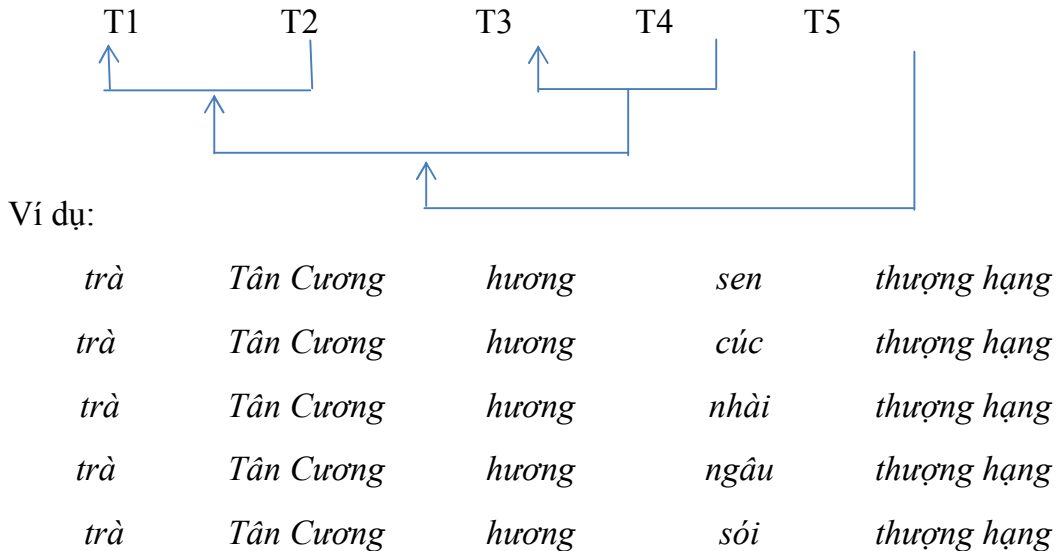 T1 T2 T3 T4 T5
Ví dụ:
trà Tân Cương hương sen thượng hạng
trà Tân Cương hương cúc thượng hạng
trà Tân Cương hương nhài thượng hạng
trà Tân Cương hương ngâu thượng hạng
trà Tân Cương hương sói thượng hạng